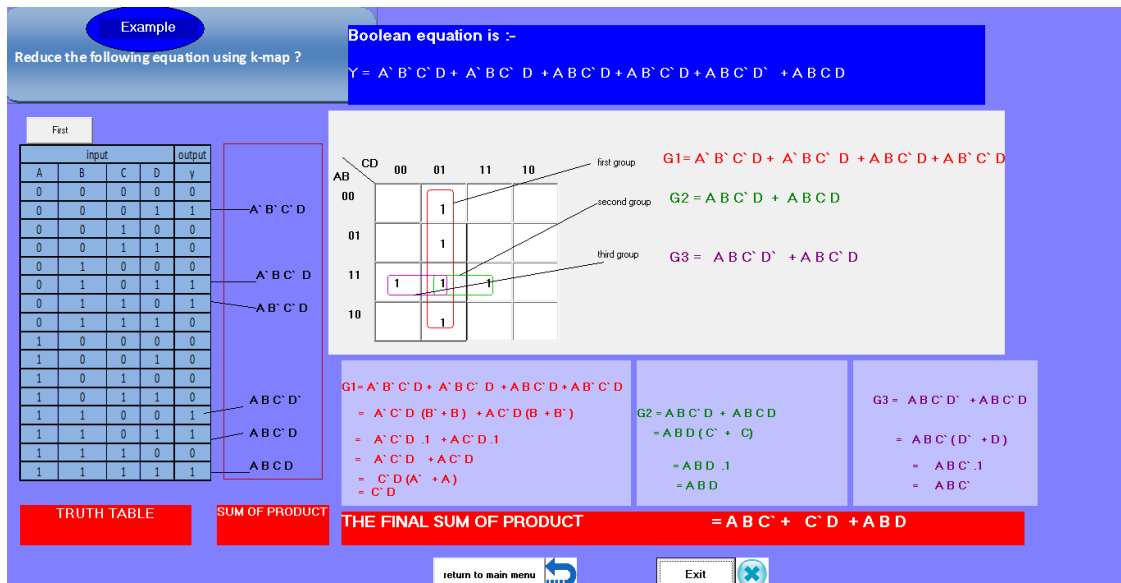 Example
Reduce the following equation using k-map ?
Boolean equation is :-
Y = A` B` C` D + A` B C` D + A B C` D + A B` C` D + A B C` D` + A B C D
First
input output
A B C D y
0 0 0 0 0
0 0 0 1 1
0 0 1 0 0
0 0 1 1 0
0 1 0 0 0
0 1 0 1 1
0 1 1 0 1
0 1 1 1 0
1 0 0 0 0
1 0 0 1 0
1 0 1 0 0
1 0 1 1 0
1 1 0 0 1
1 1 0 1 1
1 1 1 0 0
1 1 1 1 1
A` B` C` D
A` B C` D
A B` C` D
A B C` D`
A B C` D
A B C D
TRUTH TABLE
SUM OF PRODUCT
CD
AB
00 01 11 10
00 1
01 1
11 1 1 1
10 1
first group
second group
third group
G1= A` B` C` D + A` B C` D + A B C` D + A B` C` D
G2 = A B C` D + A B C D
G3 = A B C` D` + A B C` D
G1= A` B` C` D + A` B C` D + A B C` D + A B` C` D
= A` C` D (B` + B ) + A C` D (B + B`)
= A` C` D .1 + A C` D .1
= A` C` D + A C` D
= C` D (A` + A)
= C` D
G2 = A B C` D + A B C D
= A B D ( C` + C)
= A B D .1
= A B D
G3 = A B C` D` + A B C` D
= A B C` ( D` + D )
= A B C` .1
= A B C`
THE FINAL SUM OF PRODUCT = A B C` + C` D + A B D
return to main menu
Exit